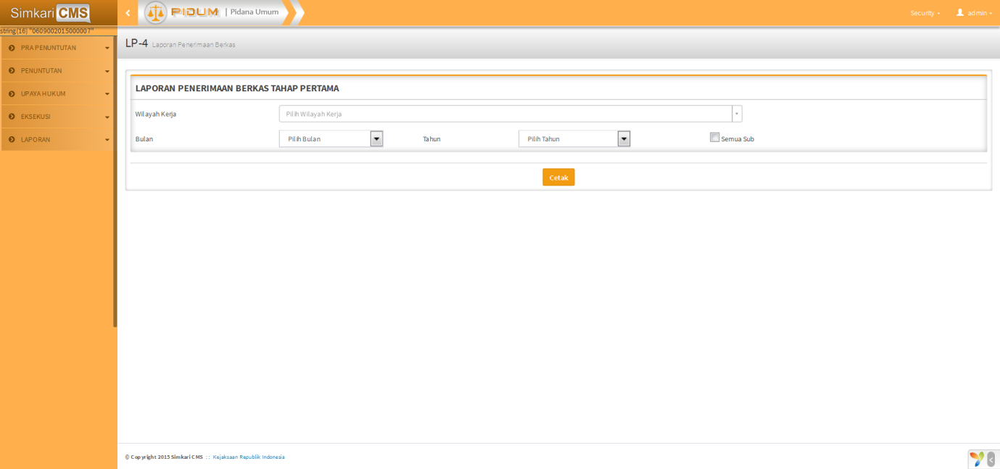 Simkari CMS
PIDUM | Pidana Umum
Security
admin
string(16) "0609002015000007"
PRA PENUNTUTAN
PENUNTUTAN
UPAYA HUKUM
EKSEKUSI
LAPORAN
LP-4 Laporan Penerimaan Berkas
LAPORAN PENERIMAAN BERKAS TAHAP PERTAMA
Wilayah Kerja
Pilih Wilayah Kerja
Bulan
Pilih Bulan
Tahun
Pilih Tahun
Semua Sub
Cetak
© Copyright 2015 Simkari CMS :: Kejaksaan Republik Indonesia